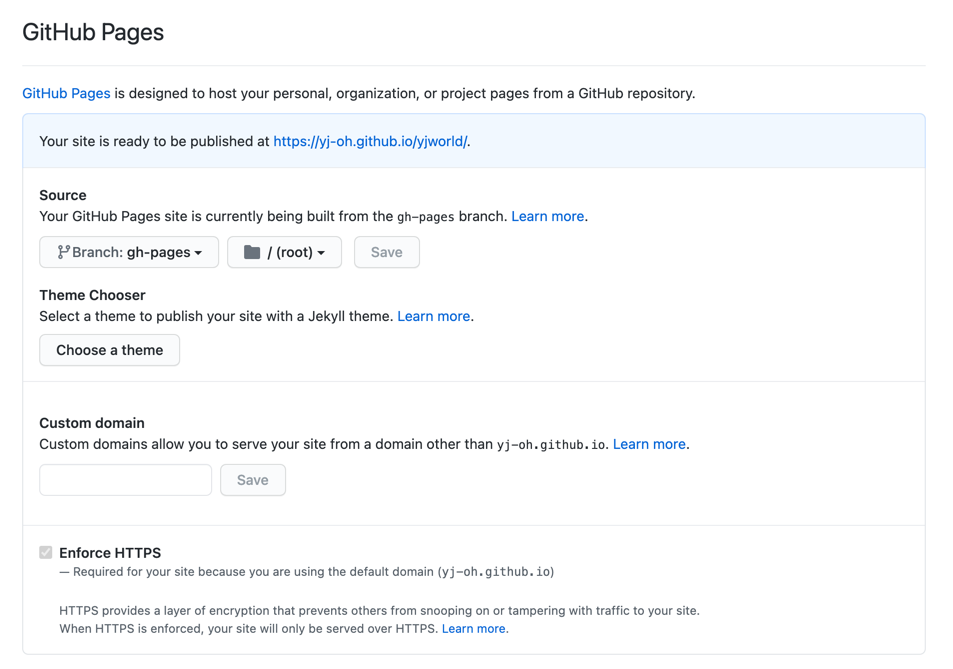 GitHub Pages
GitHub Pages is designed to host your personal, organization, or project pages from a GitHub repository.
Your site is ready to be published at https://yj-oh.github.io/yjworld/.
Source
Your GitHub Pages site is currently being built from the gh-pages branch. Learn more.
Branch: gh-pages / (root) Save
Theme Chooser
Select a theme to publish your site with a Jekyll theme. Learn more.
Choose a theme
Custom domain
Custom domains allow you to serve your site from a domain other than yj-oh.github.io. Learn more.
Save
Enforce HTTPS
— Required for your site because you are using the default domain (yj-oh.github.io)
HTTPS provides a layer of encryption that prevents others from snooping on or tampering with traffic to your site.
When HTTPS is enforced, your site will only be served over HTTPS. Learn more.